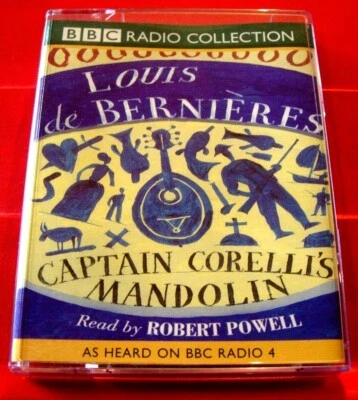 BBC RADIO COLLECTION
LOUIS
de BERNIÈRES
CAPTAIN CORELLI'S
MANDOLIN
Read by ROBERT POWELL
AS HEARD ON BBC RADIO 4